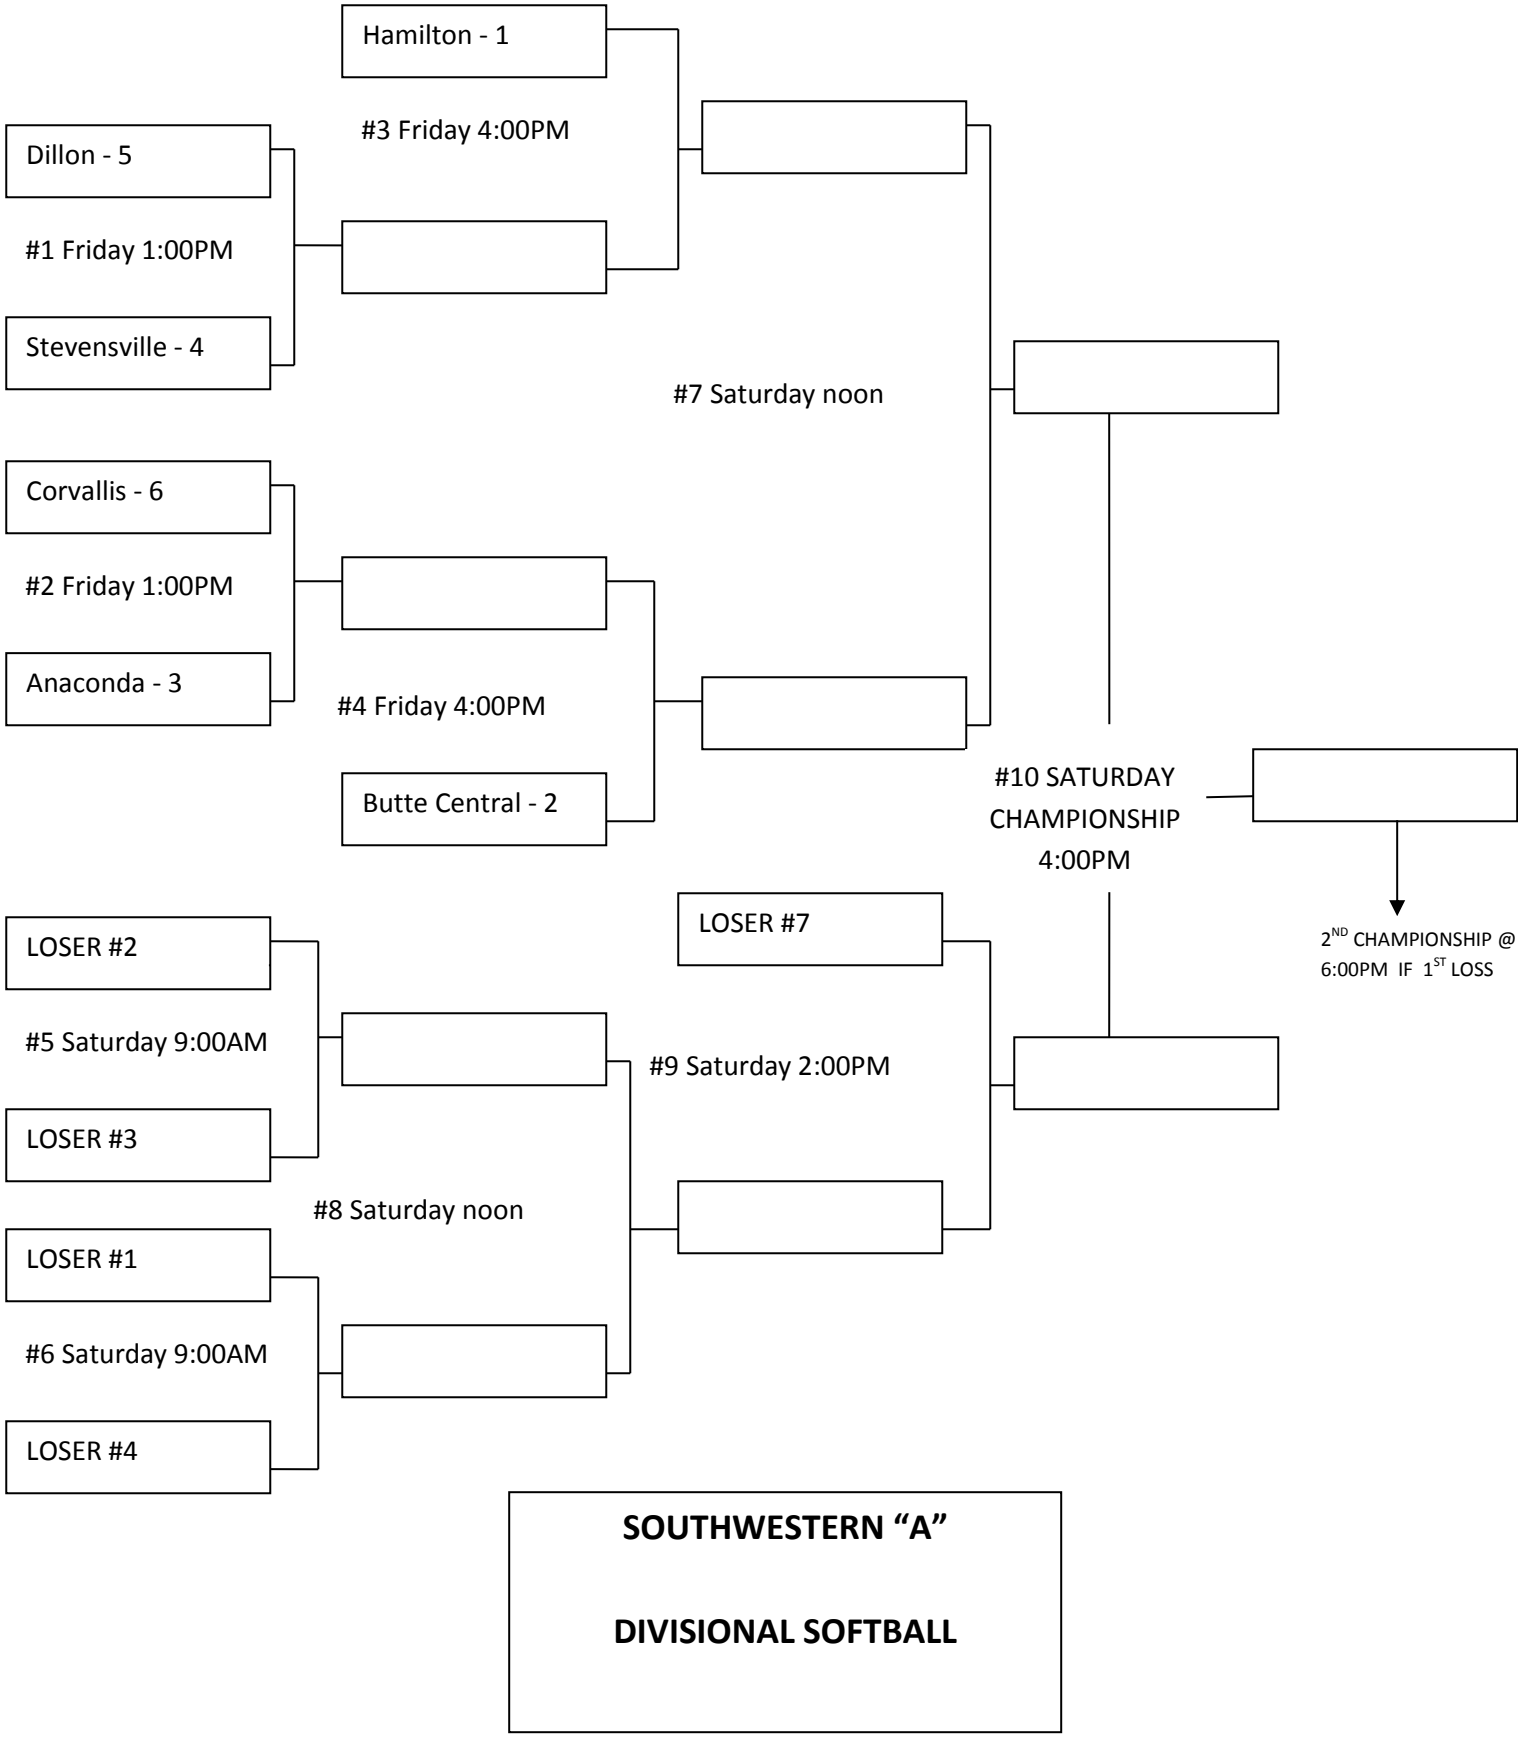 Hamilton - 1
#3 Friday 4:00PM
Dillon - 5
#1 Friday 1:00PM
Stevensville - 4
#7 Saturday noon
Corvallis - 6
#2 Friday 1:00PM
Anaconda - 3
#4 Friday 4:00PM
Butte Central - 2
#10 SATURDAY
CHAMPIONSHIP
4:00PM
LOSER #7
2ND CHAMPIONSHIP @
6:00PM IF 1ST LOSS
LOSER #2
#5 Saturday 9:00AM
#9 Saturday 2:00PM
LOSER #3
#8 Saturday noon
LOSER #1
#6 Saturday 9:00AM
LOSER #4
SOUTHWESTERN “A”
DIVISIONAL SOFTBALL